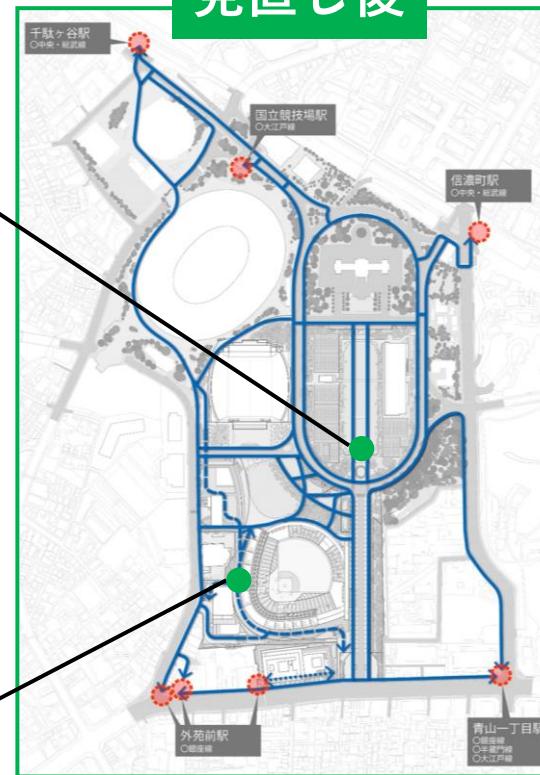 見直し後
千駄ヶ谷駅
○中央・総武線
国立競技場駅
○大江戸線
信濃町駅
○中央・総武線
外苑前駅
○銀座線
青山一丁目駅
○銀座線
○半蔵門線
○大江戸線